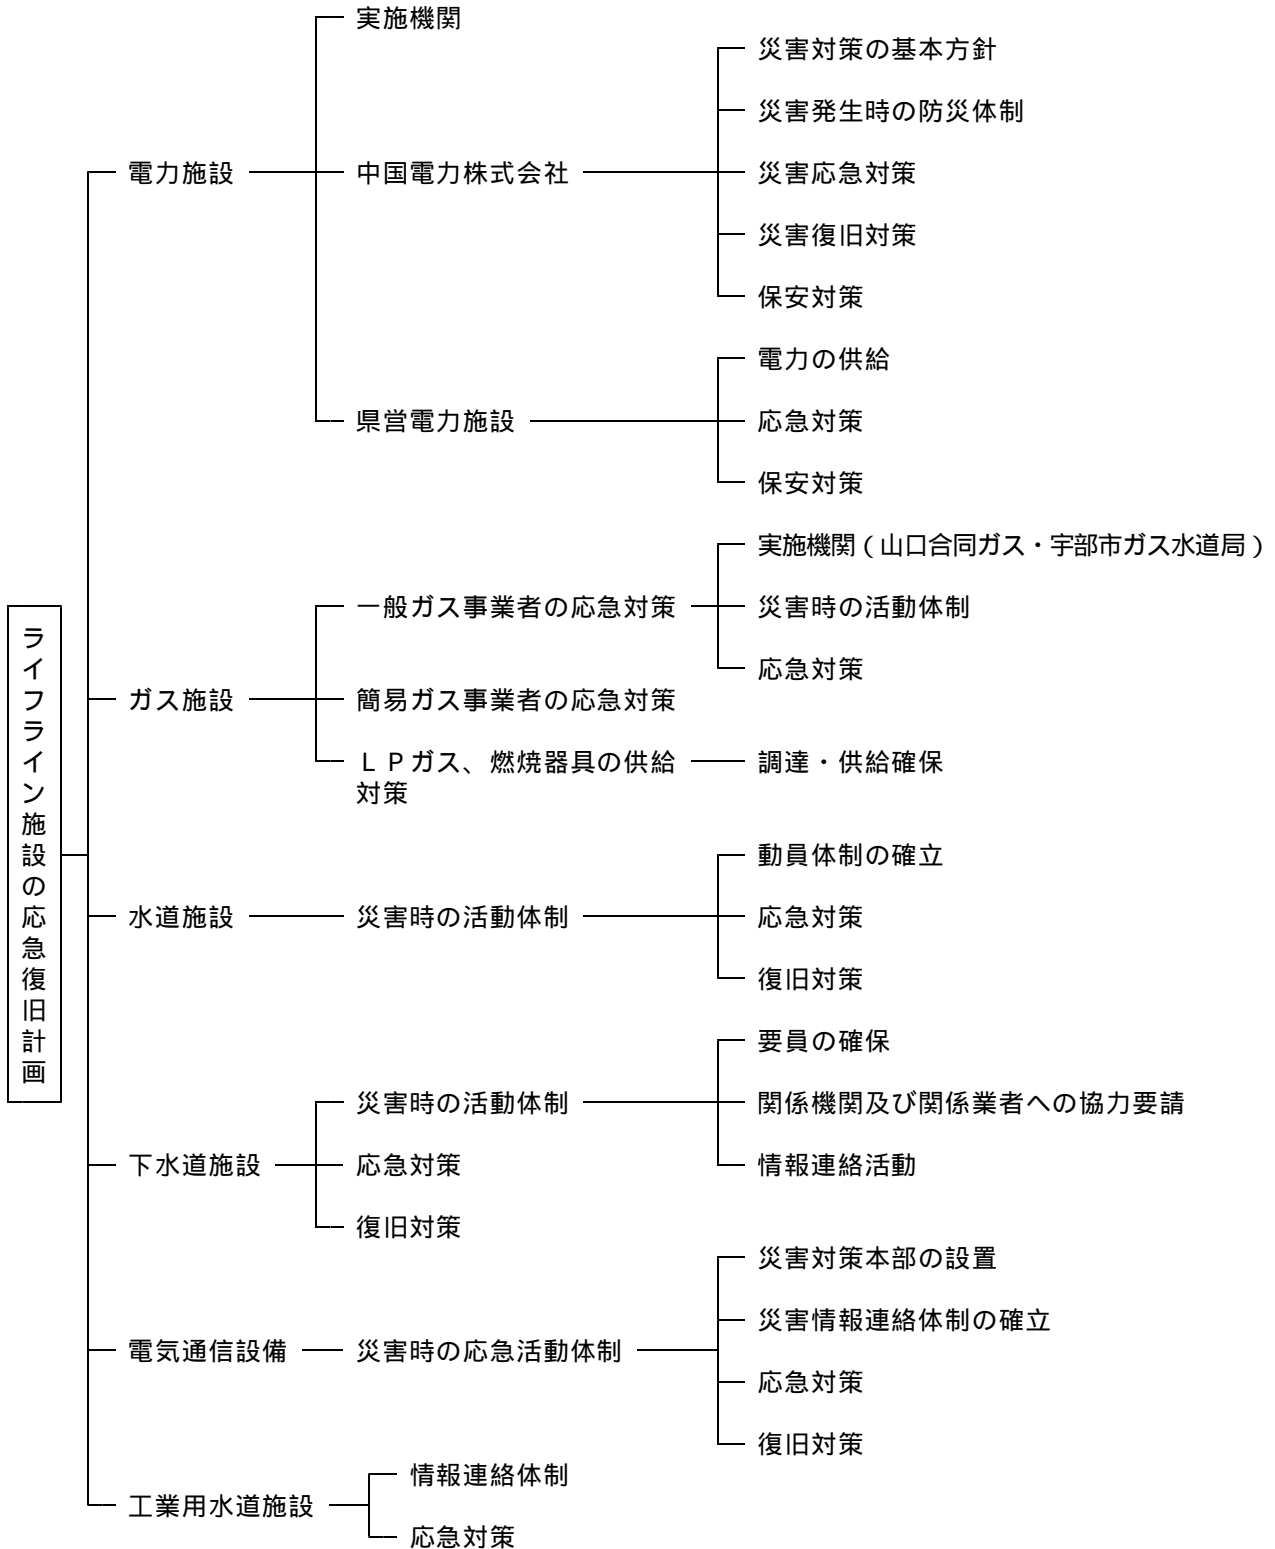 ライフライン施設の応急復旧計画
電力施設
実施機関
中国電力株式会社
災害対策の基本方針
災害発生時の防災体制
災害応急対策
災害復旧対策
保安対策
県営電力施設
電力の供給
応急対策
保安対策
ガス施設
一般ガス事業者の応急対策
実施機関（山口合同ガス・宇部市ガス水道局）
災害時の活動体制
応急対策
簡易ガス事業者の応急対策
ＬＰガス、燃焼器具の供給
対策
調達・供給確保
水道施設
災害時の活動体制
動員体制の確立
応急対策
復旧対策
下水道施設
災害時の活動体制
要員の確保
関係機関及び関係業者への協力要請
情報連絡活動
応急対策
復旧対策
電気通信設備
災害時の応急活動体制
災害対策本部の設置
災害情報連絡体制の確立
応急対策
復旧対策
工業用水道施設
情報連絡体制
応急対策